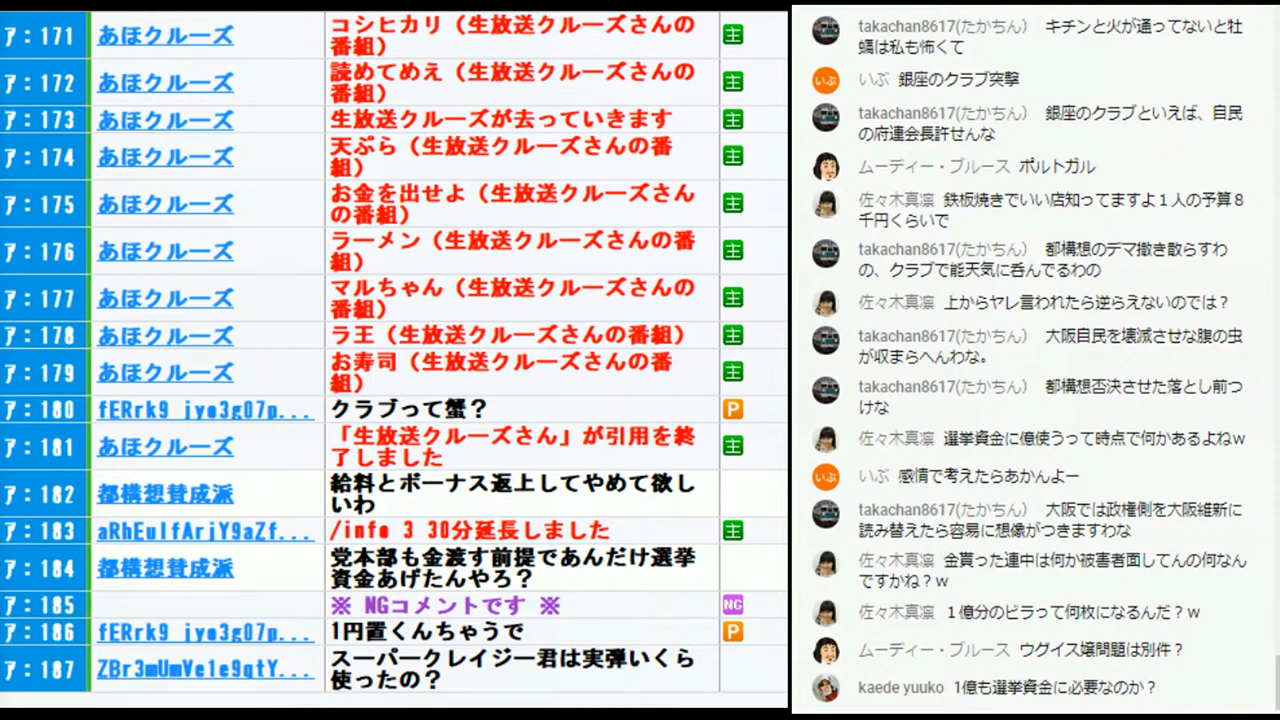 ア：171 あほクルーズ コシヒカリ（生放送クルーズさんの
番組） 主
ア：172 あほクルーズ 読めてめえ（生放送クルーズさんの
番組） 主
ア：173 あほクルーズ 生放送クルーズが去っていきます 主
ア：174 あほクルーズ 天ぷら（生放送クルーズさんの番
組） 主
ア：175 あほクルーズ お金を出せよ（生放送クルーズさん
の番組） 主
ア：176 あほクルーズ ラーメン（生放送クルーズさんの番
組） 主
ア：177 あほクルーズ マルちゃん（生放送クルーズさんの
番組） 主
ア：178 あほクルーズ ラ王（生放送クルーズさんの番組） 主
ア：179 あほクルーズ お寿司（生放送クルーズさんの番
組） 主
ア：180 fERrk9_jyo3g07p... クラブって蟹？ P
ア：181 あほクルーズ 「生放送クルーズさん」が引用を終
了しました 主
ア：182 都構想賛成派 給料とボーナス返上してやめて欲し
いわ
ア：183 aRhEuIfArjY9aZf... /info 3 30分延長しました 主
ア：184 都構想賛成派 党本部も金渡す前提であんだけ選挙
資金あげたんやろ？
ア：185 ※ NGコメントです ※ NG
ア：186 fERrk9_jyo3g07p... 1円置くんちゃうで P
ア：187 ZBr3mUmVe1e9qtY... スーパークレイジー君は実弾いくら
使ったの？
takachan8617(たかちん) キチンと火が通ってないと牡
蠣は私も怖くて
いぶ 銀座のクラブ突撃
takachan8617(たかちん) 銀座のクラブといえば、自民
の府連会長許せんな
ムーディー・ブルース ポルトガル
佐々木真凛 鉄板焼きでいい店知ってますよ１人の予算８
千円くらいで
takachan8617(たかちん) 都構想のデマ撒き散らすわ
の、クラブで能天気に呑んでるわの
佐々木真凛 上からヤレ言われたら逆らえないのでは？
takachan8617(たかちん) 大阪自民を壊滅させな腹の虫
が収まらへんわな。
takachan8617(たかちん) 都構想否決させた落とし前つ
けな
佐々木真凛 選挙資金に億使うって時点で何かあるよねw
いぶ 感情で考えたらあかんよー
takachan8617(たかちん) 大阪では政権側を大阪維新に
読み替えたら容易に想像がつきますわな
佐々木真凛 金貰った連中は何か被害者面してんの何なん
ですかね？w
佐々木真凛 １億分のビラって何枚になるんだ？w
ムーディー・ブルース ウグイス嬢問題は別件？
kaede yuuko 1億も選挙資金に必要なのか？